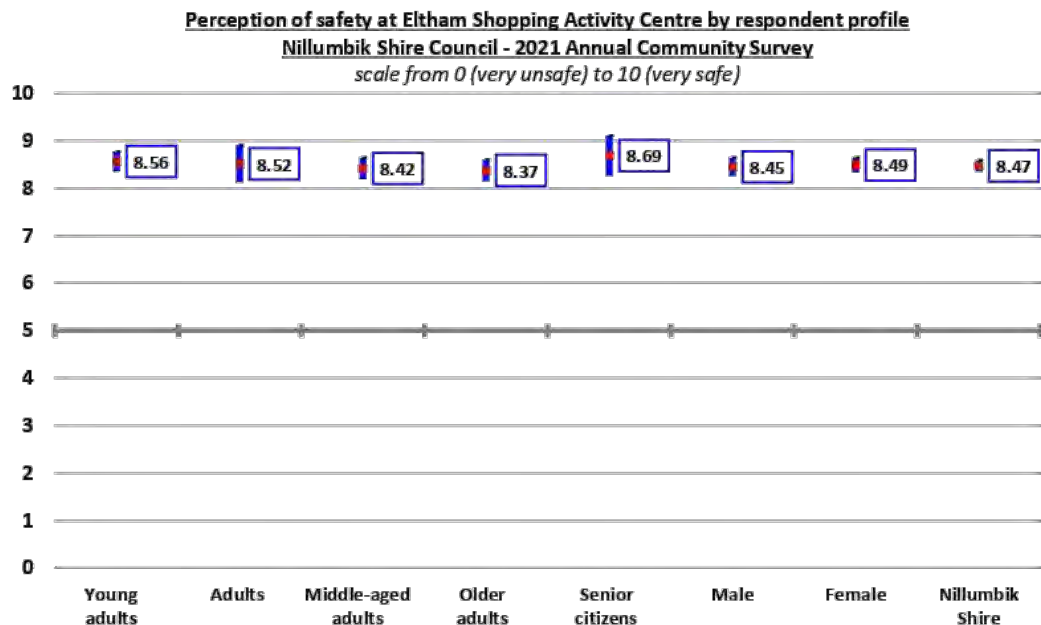 Perception of safety at Eltham Shopping Activity Centre by respondent profile
Nillumbik Shire Council - 2021 Annual Community Survey
scale from 0 (very unsafe) to 10 (very safe)
10
9
8
7
6
5
4
3
2
1
0
8.56
8.52
8.42
8.37
8.69
8.45
8.49
8.47
Young adults
Adults
Middle-aged adults
Older adults
Senior citizens
Male
Female
Nillumbik Shire